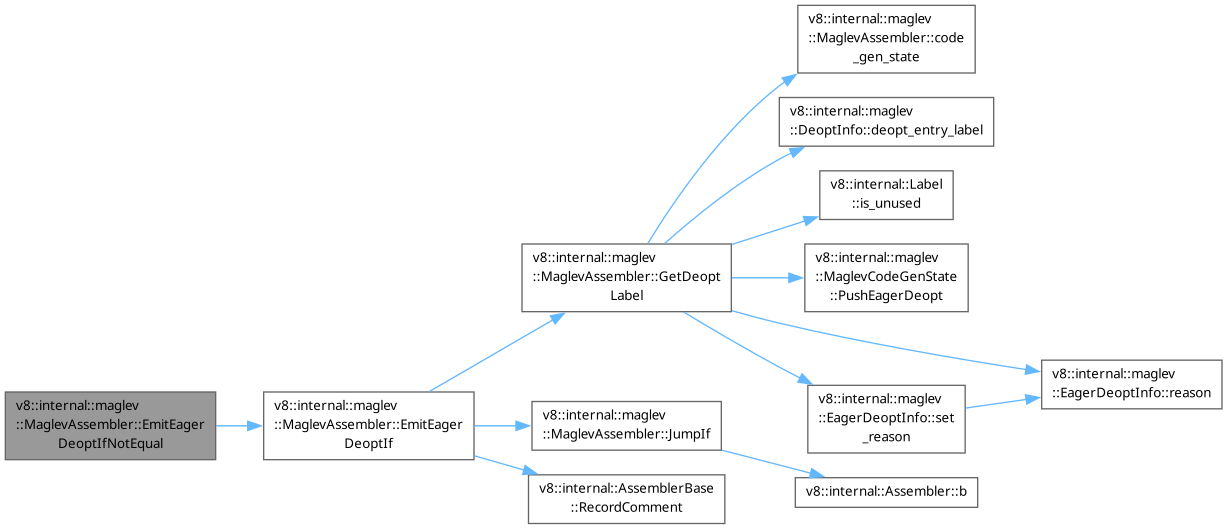 v8::internal::maglev
::MaglevAssembler::code
_gen_state
v8::internal::maglev
::DeoptInfo::deopt_entry_label
v8::internal::Label
::is_unused
v8::internal::maglev
::MaglevAssembler::GetDeopt
Label
v8::internal::maglev
::MaglevCodeGenState
::PushEagerDeopt
v8::internal::maglev
::EagerDeoptInfo::reason
v8::internal::maglev
::EagerDeoptInfo::set
_reason
v8::internal::maglev
::MaglevAssembler::EmitEager
DeoptIfNotEqual
v8::internal::maglev
::MaglevAssembler::EmitEager
DeoptIf
v8::internal::maglev
::MaglevAssembler::JumpIf
v8::internal::AssemblerBase
::RecordComment
v8::internal::Assembler::b